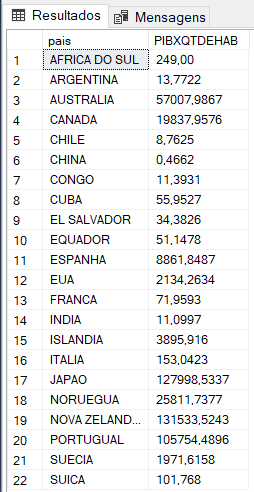 Resultados Mensagens
pais PIBXQTDEHAB
1 AFRICA DO SUL 249,00
2 ARGENTINA 13,7722
3 AUSTRALIA 57007,9867
4 CANADA 19837,9576
5 CHILE 8,7625
6 CHINA 0,4662
7 CONGO 11,3931
8 CUBA 55,9527
9 EL SALVADOR 34,3826
10 EQUADOR 51,1478
11 ESPANHA 8861,8487
12 EUA 2134,2634
13 FRANCA 71,9593
14 INDIA 11,0997
15 ISLANDIA 3895,916
16 ITALIA 153,0423
17 JAPAO 127998,5337
18 NORUEGUA 25811,7377
19 NOVA ZELAND... 131533,5243
20 PORTUGUAL 105754,4896
21 SUECIA 1971,6158
22 SUICA 101,768